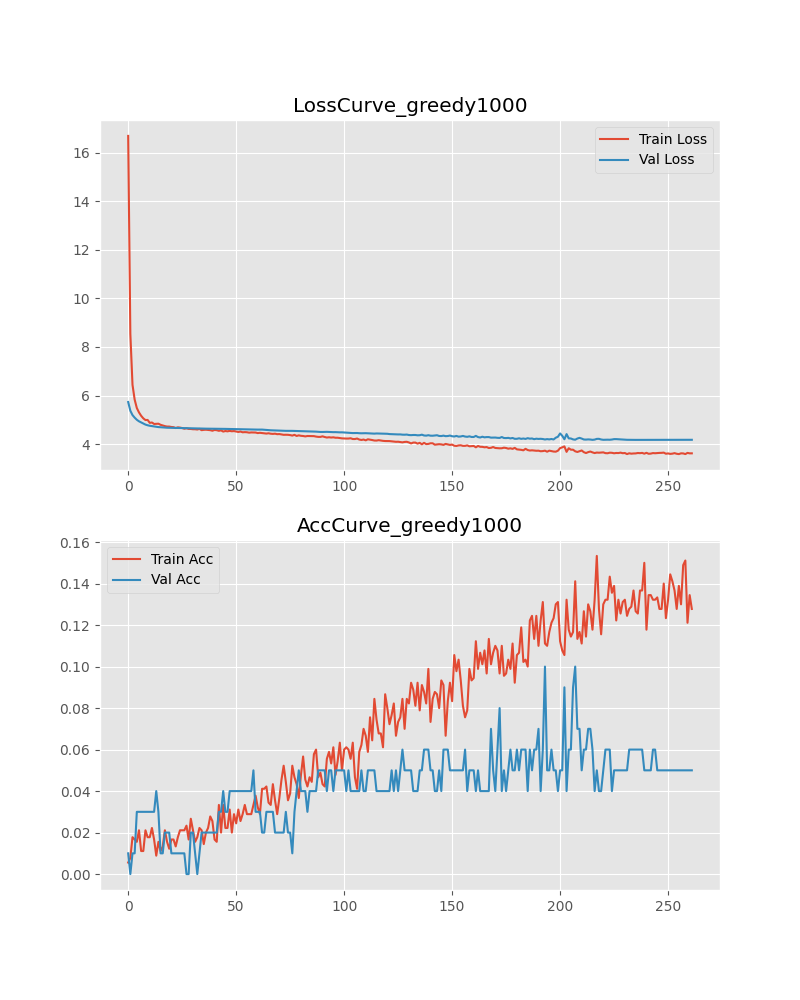 LossCurve_greedy1000
16
14
12
10
8
6
4
Train Loss
Val Loss
0 50 100 150 200 250
AccCurve_greedy1000
0.16
0.14
0.12
0.10
0.08
0.06
0.04
0.02
0.00
Train Acc
Val Acc
0 50 100 150 200 250